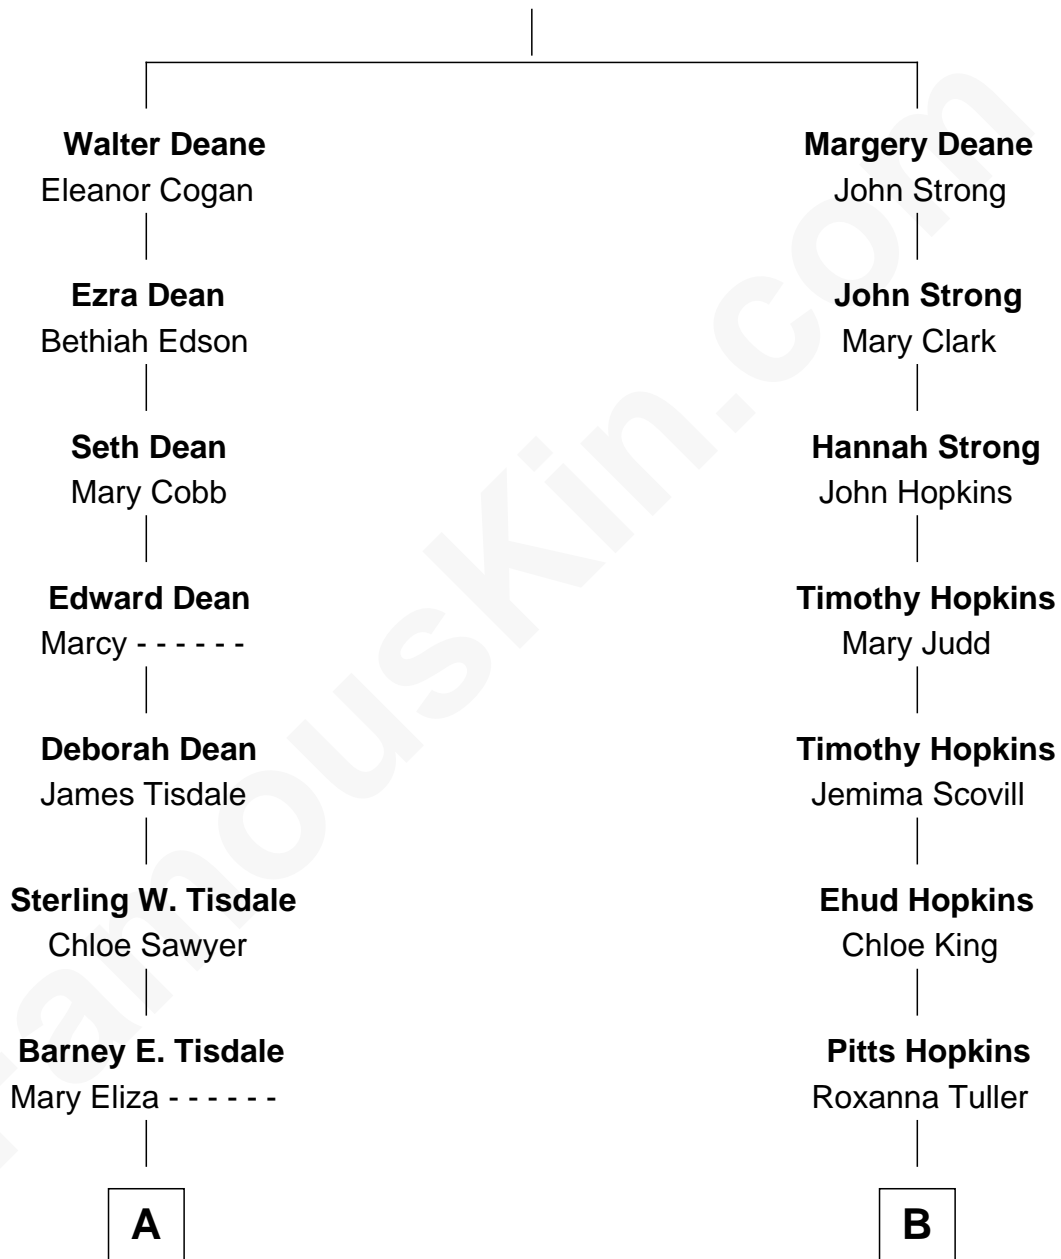 Walter Deane
Eleanor Cogan
Margery Deane
John Strong
Ezra Dean
Bethiah Edson
John Strong
Mary Clark
Seth Dean
Mary Cobb
Hannah Strong
John Hopkins
Edward Dean
Marcy - - - - - -
Timothy Hopkins
Mary Judd
Deborah Dean
James Tisdale
Timothy Hopkins
Jemima Scovill
Sterling W. Tisdale
Chloe Sawyer
Ehud Hopkins
Chloe King
Barney E. Tisdale
Mary Eliza - - - - - -
Pitts Hopkins
Roxanna Tuller
A
B
FamousKin.com